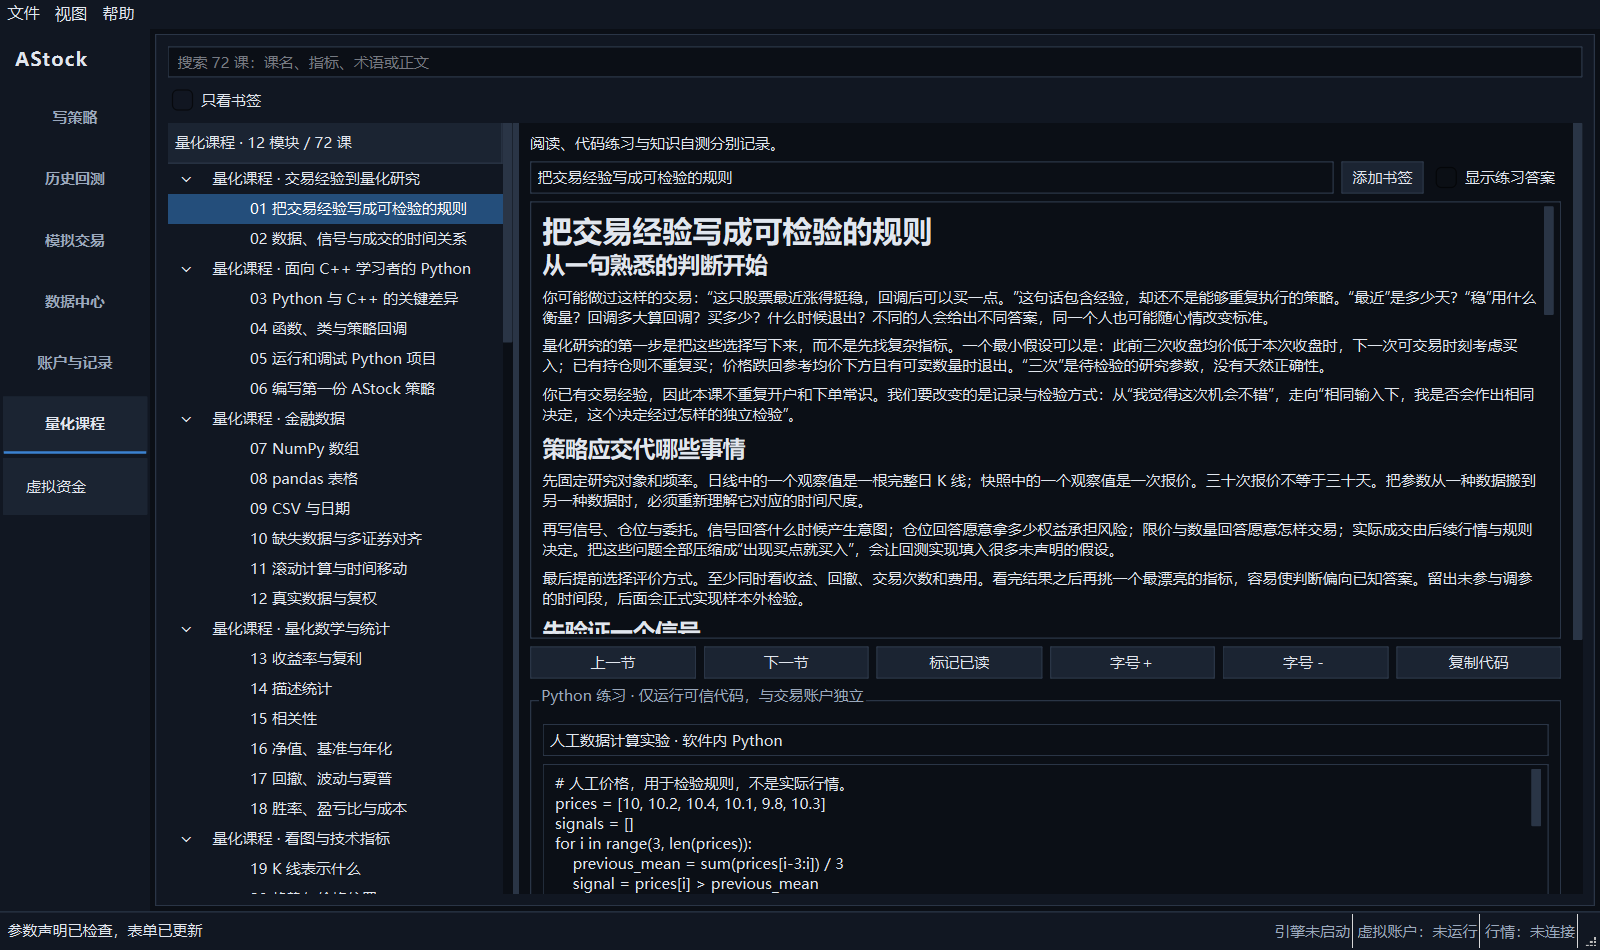 文件 视图 帮助
AStock
写策略
历史回测
模拟交易
数据中心
账户与记录
量化课程
虚拟资金
搜索 72 课：课名、指标、术语或正文
只看书签
量化课程 · 12 模块 / 72 课
量化课程 · 交易经验到量化研究
01 把交易经验写成可检验的规则
02 数据、信号与成交的时间关系
量化课程 · 面向 C++ 学习者的 Python
03 Python 与 C++ 的关键差异
04 函数、类与策略回调
05 运行和调试 Python 项目
06 编写第一份 AStock 策略
量化课程 · 金融数据
07 NumPy 数组
08 pandas 表格
09 CSV 与日期
10 缺失数据与多证券对齐
11 滚动计算与时间移动
12 真实数据与复权
量化课程 · 量化数学与统计
13 收益率与复利
14 描述统计
15 相关性
16 净值、基准与年化
17 回撤、波动与夏普
18 胜率、盈亏比与成本
量化课程 · 看图与技术指标
19 K 线表示什么
阅读、代码练习与知识自测分别记录。
把交易经验写成可检验的规则 添加书签 显示练习答案
把交易经验写成可检验的规则
从一句熟悉的判断开始
你可能做过这样的交易：“这只股票最近涨得挺稳，回调后可以买一点。”这句话包含经验，却还不是能够重复执行的策略。“最近”是多少天？“稳”用什么
衡量？回调多大算回调？买多少？什么时候退出？不同的人会给出不同答案，同一个人也可能随心情改变标准。
量化研究的第一步是把这些选择写下来，而不是先找复杂指标。一个最小假设可以是：此前三次收盘均价低于本次收盘时，下一次可交易时刻考虑买
入；已有持仓则不重复买；价格跌回参考均价下方且有可卖数量时退出。“三次”是待检验的研究参数，没有天然正确性。
你已有交易经验，因此本课不重复开户和下单常识。我们要改变的是记录与检验方式：从“我觉得这次机会不错”，走向“相同输入下，我是否会作出相同
决定，这个决定经过怎样的独立检验”。
策略应交代哪些事情
先固定研究对象和频率。日线中的一个观察值是一根完整日 K 线；快照中的一个观察值是一次报价。三十次报价不等于三十天。把参数从一种数据搬到
另一种数据时，必须重新理解它对应的时间尺度。
再写信号、仓位与委托。信号回答什么时候产生意图；仓位回答愿意拿多少权益承担风险；限价与数量回答愿意怎样交易；实际成交由后续行情与规则
决定。把这些问题全部压缩成“出现买点就买入”，会让回测实现填入很多未声明的假设。
最后提前选择评价方式。至少同时看收益、回撤、交易次数和费用。看完结果之后再挑一个最漂亮的指标，容易使判断偏向已知答案。留出未参与调参
的时间段，后面会正式实现样本外检验。
先验证一个信号
上一节 下一节 标记已读 字号 + 字号 - 复制代码
Python 练习 · 仅运行可信代码，与交易账户独立
人工数据计算实验 · 软件内 Python
# 人工价格，用于检验规则，不是实际行情。
prices = [10, 10.2, 10.4, 10.1, 9.8, 10.3]
signals = []
for i in range(3, len(prices)):
previous_mean = sum(prices[i-3:i]) / 3
signal = prices[i] > previous_mean
参数声明已检查，表单已更新
引擎未启动 虚拟账户：未运行 行情：未连接